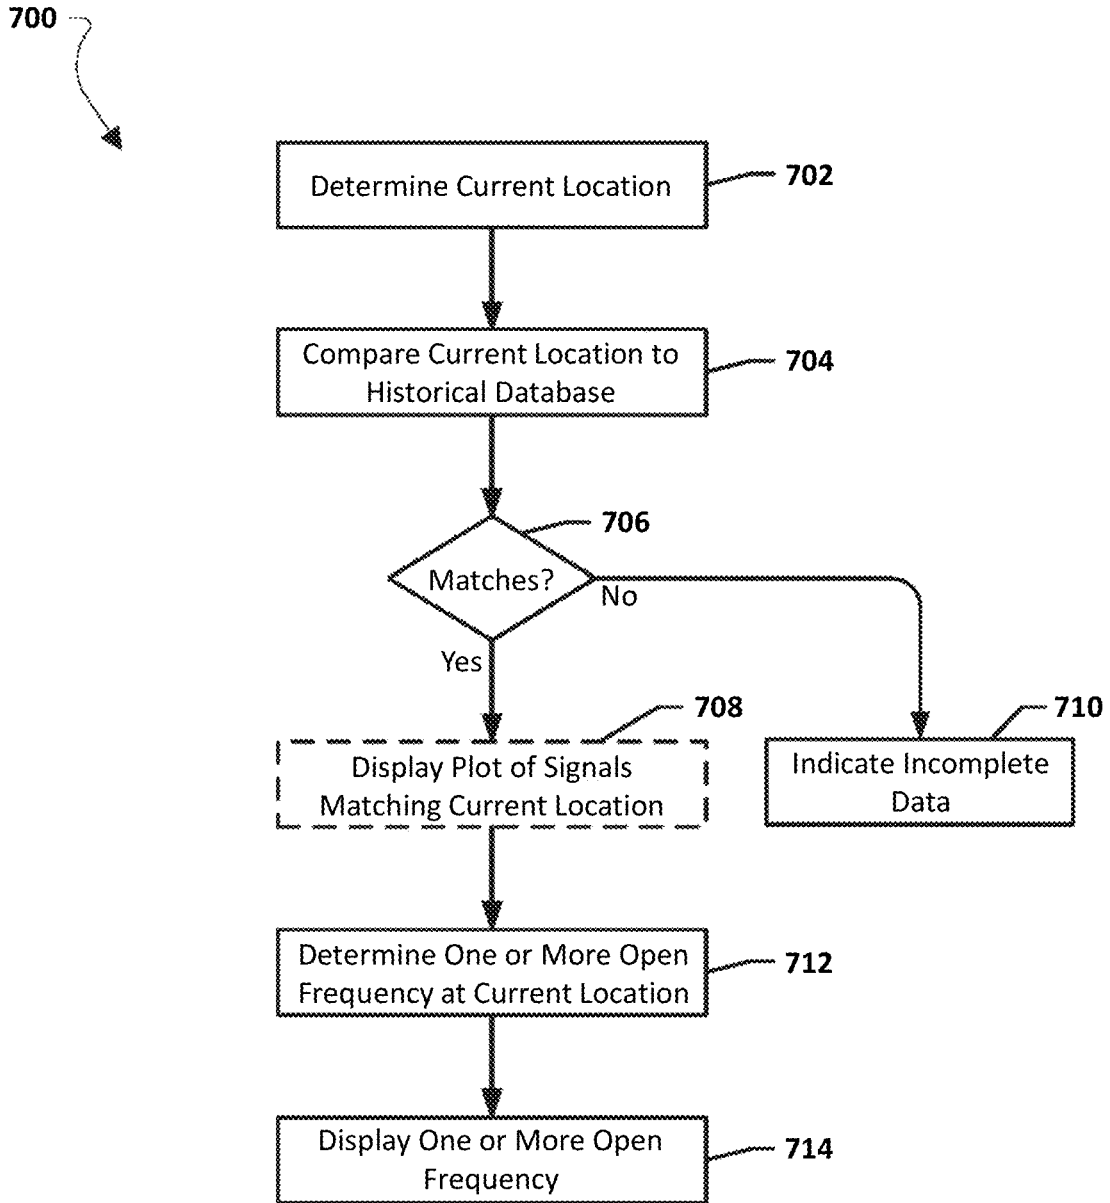 700
Determine Current Location
702
Compare Current Location to
Historical Database
704
706
Matches?
No
Yes
708
710
Display Plot of Signals
Matching Current Location
Indicate Incomplete
Data
Determine One or More Open
Frequency at Current Location
712
Display One or More Open
Frequency
714